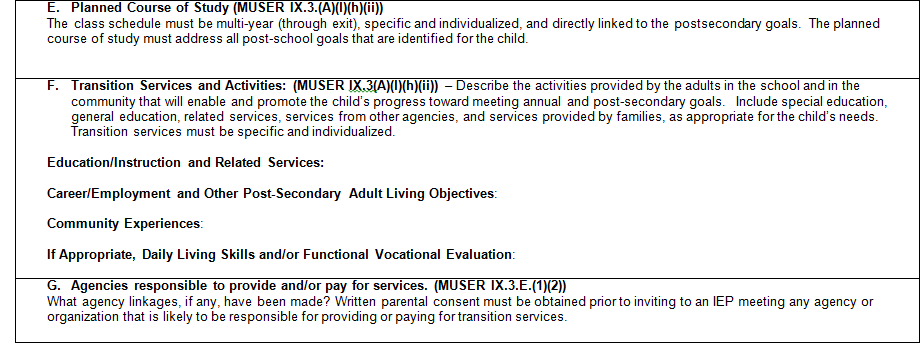 E. Planned Course of Study (MUSER IX.3.(A)(l)(h)(ii))
The class schedule must be multi-year (through exit), specific and individualized, and directly linked to the postsecondary goals. The planned
course of study must address all post-school goals that are identified for the child.
F. Transition Services and Activities: (MUSER IX.3(A)(l)(h)(ii)) – Describe the activities provided by the adults in the school and in the
community that will enable and promote the child's progress toward meeting annual and post-secondary goals. Include special education,
general education, related services, services from other agencies, and services provided by families, as appropriate for the child's needs.
Transition services must be specific and individualized.
Education/Instruction and Related Services:
Career/Employment and Other Post-Secondary Adult Living Objectives:
Community Experiences:
If Appropriate, Daily Living Skills and/or Functional Vocational Evaluation:
G. Agencies responsible to provide and/or pay for services. (MUSER IX.3.E.(1)(2))
What agency linkages, if any, have been made? Written parental consent must be obtained prior to inviting to an IEP meeting any agency or
organization that is likely to be responsible for providing or paying for transition services.